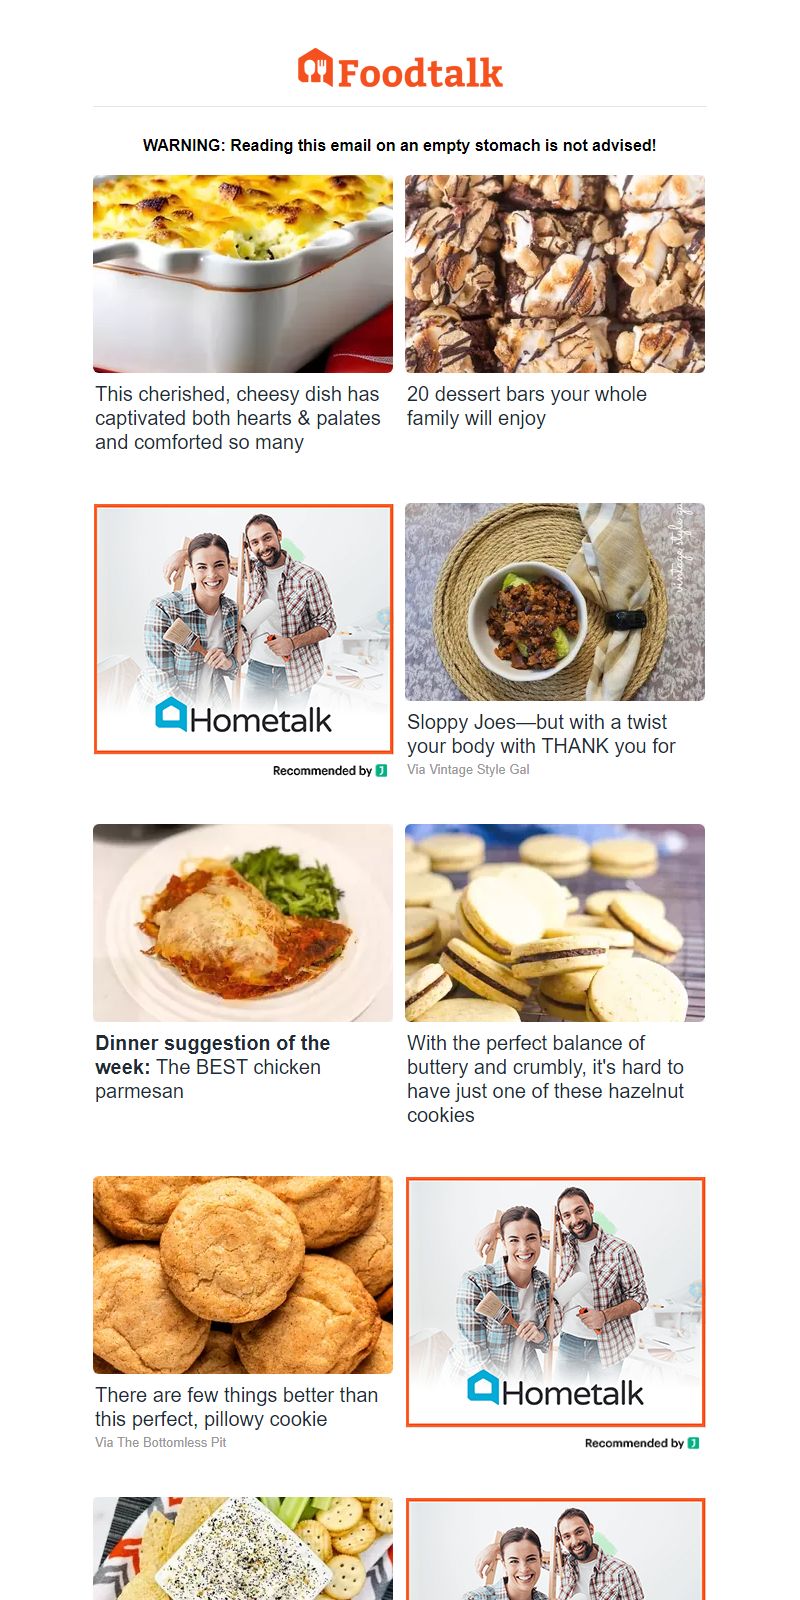 Foodtalk
WARNING: Reading this email on an empty stomach is not advised!
This cherished, cheesy dish has
captivated both hearts & palates
and comforted so many
20 dessert bars your whole
family will enjoy
Hometalk
Recommended by
vintage style ga
Sloppy Joes—but with a twist
your body with THANK you for
Via Vintage Style Gal
Dinner suggestion of the
week: The BEST chicken
parmesan
With the perfect balance of
buttery and crumbly, it's hard to
have just one of these hazelnut
cookies
There are few things better than
this perfect, pillowy cookie
Via The Bottomless Pit
Hometalk
Recommended by